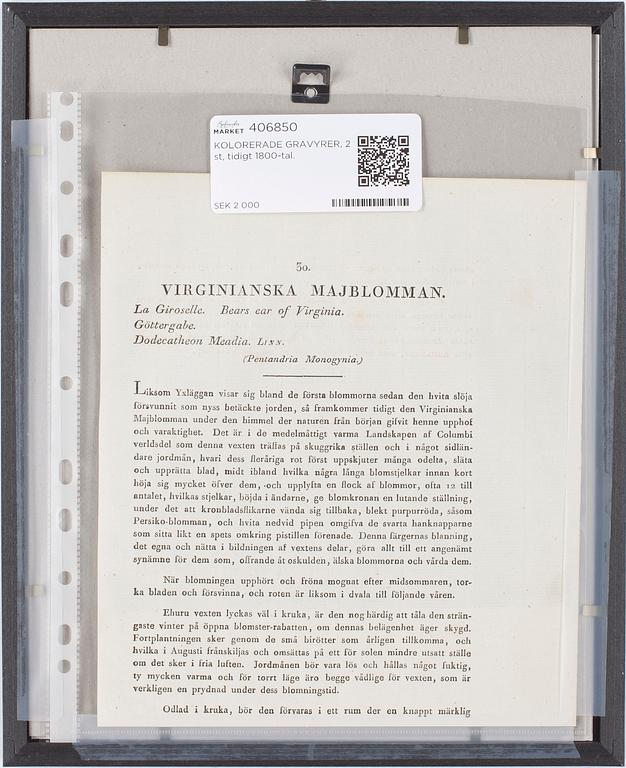 Bukowskis
MARKET 406850
KOLORERADE GRAVYRER, 2
st, tidigt 1800-tal.
SEK 2 000
30.
VIRGINIANSKA MAJBLOMMAN.
La Giroselle. Bears ear of Virginia.
Göttergabe.
Dodecatheon Meadia. LINN.
(Pentandria Monogynia.)
Liksom Yxläggan visar sig bland de första blommorna sedan den hvita slöja
försvunnit som nyss betäckte jorden, så framkommer tidigt den Virginianska
Majblomman under den himmel der naturen från början gifvit henne upphof
och varaktighet. Det är i de medelmåttigt varma Landskapen af Columbi
verldsdel som denna vexten träffas på skuggrika ställen och i något sidlän-
dare jordmån, hvari dess fleråriga rot först uppskjuter många odelta, släta
och upprätta blad, midt ibland hvilka några långa blomstjelkar innan kort
höja sig mycket öfver dem, och upplyfta en flock af blommor, ofta 12 till
antalet, hvilkas stjelkar, böjda i ändarne, ge blomkronan en lutande ställning,
under det att kronbladsflikarne vända sig tillbaka, blekt purpurröda, såsom
Persiko-blomman, och hvita nedvid pipen omgifva de svarta hanknapparne
som sitta likt en spets omkring pistillen förenade. Denna färgernas blanning,
det egna och nätta i bildningen af vextens delar, göra allt till ett angenämt
synämne för dem som, offrande åt oskulden, älska blommorna och vårda dem.
När blomningen upphört och fröna mognat efter midsommaren, tor-
ka bladen och försvinna, och roten är liksom i dvala till följande våren.
Ehuru vexten lyckas väl i kruka, är den nog härdig att tåla den strän-
gaste vinter på öppna blomster-rabatten, om dennas belägenhet äger skygd.
Fortplantningen sker genom de små birötter som årligen tillkomma, och
hvilka i Augusti frånskiljas och omsättas på ett för solen mindre utsatt ställe
om det sker i fria luften. Jordmånen bör vara lös och hållas något fuktig,
ty mycken varma och för torrt läge äro begge vådlige för vexten, som är
verkligen en prydnad under dess blomningstid.
Odlad i kruka, bör den förvaras i ett rum der en knappt märklig